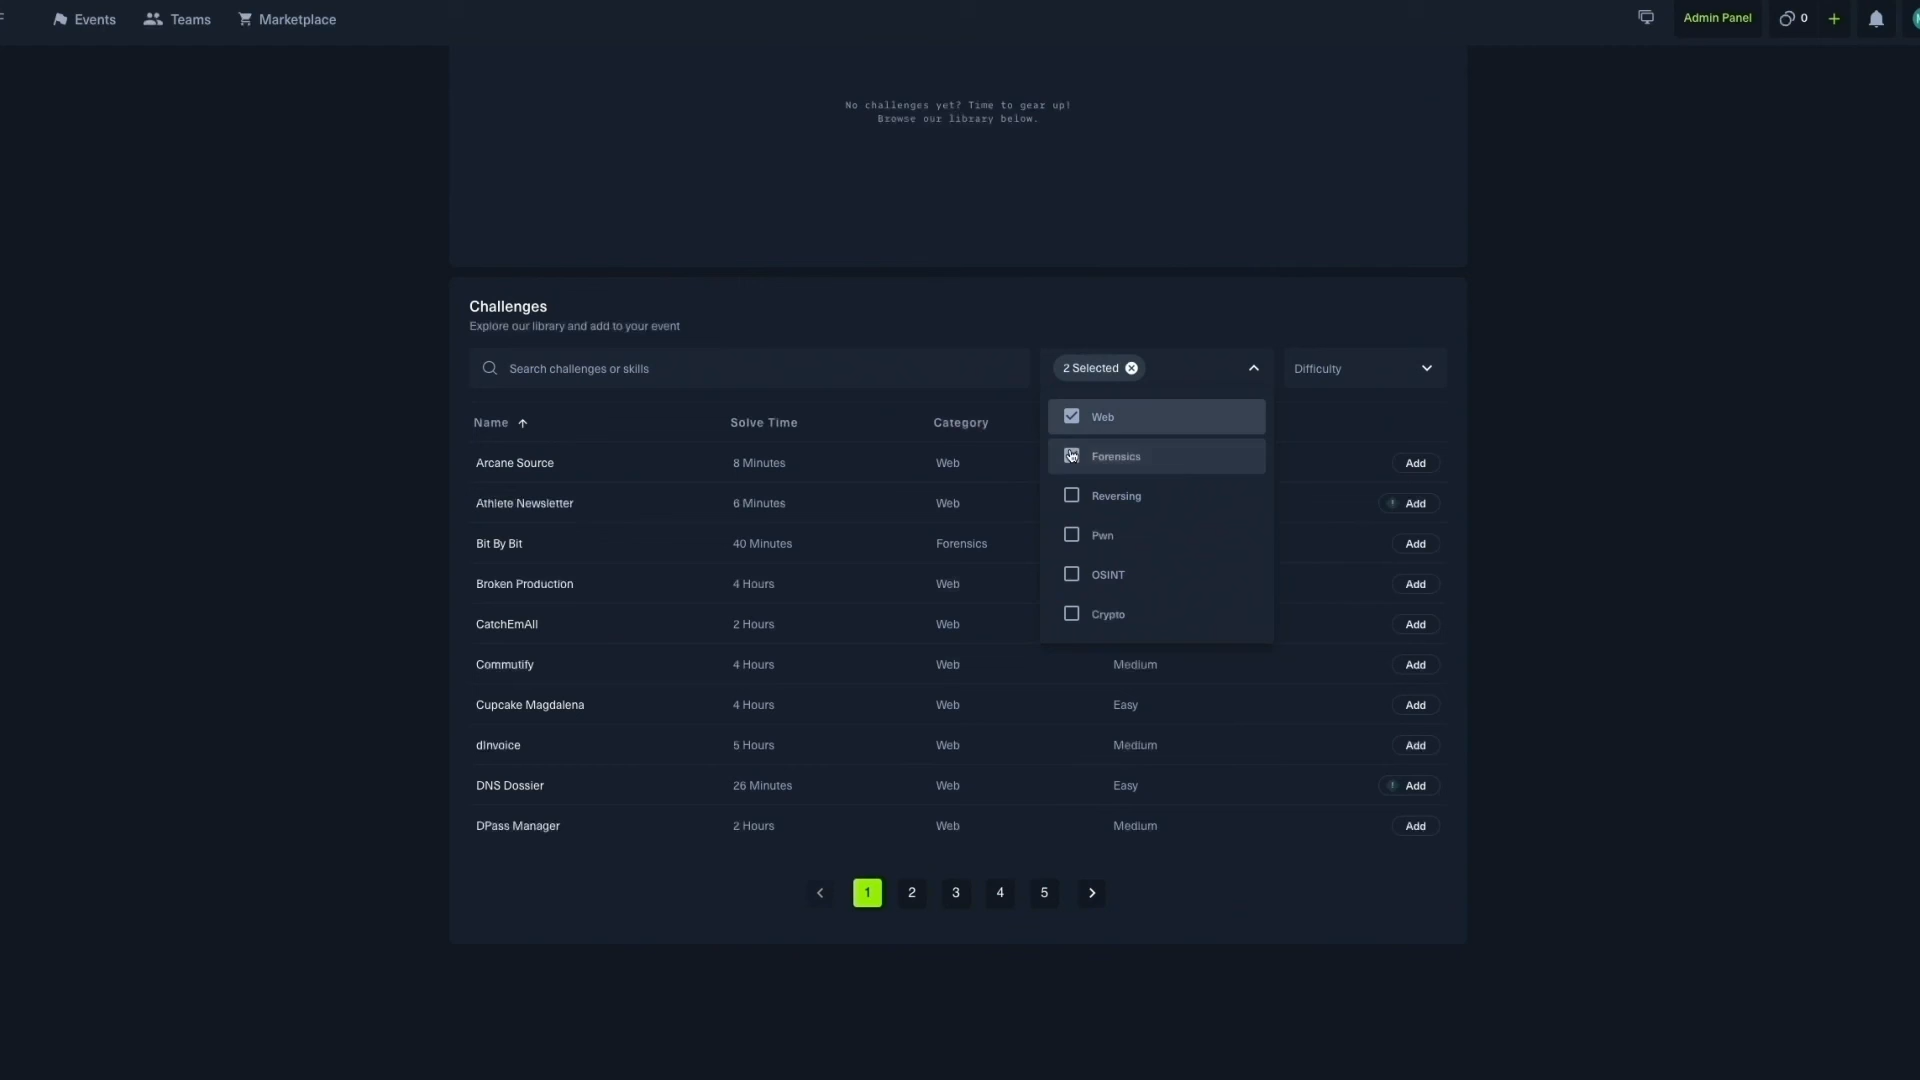 Events
Teams
Marketplace
Admin Panel
0
No challenges yet? Time to gear up!
Browse our library below.
Challenges
Explore our library and add to your event
Search challenges or skills
2 Selected
Difficulty
Web
Forensics
Reversing
Pwn
OSINT
Crypto
Name Solve Time Category
Arcane Source 8 Minutes Web Add
Athlete Newsletter 6 Minutes Web ! Add
Bit By Bit 40 Minutes Forensics Add
Broken Production 4 Hours Web Add
CatchEmAll 2 Hours Web Add
Commutify 4 Hours Web Medium Add
Cupcake Magdalena 4 Hours Web Easy Add
dInvoice 5 Hours Web Medium Add
DNS Dossier 26 Minutes Web Easy ! Add
DPass Manager 2 Hours Web Medium Add
1 2 3 4 5